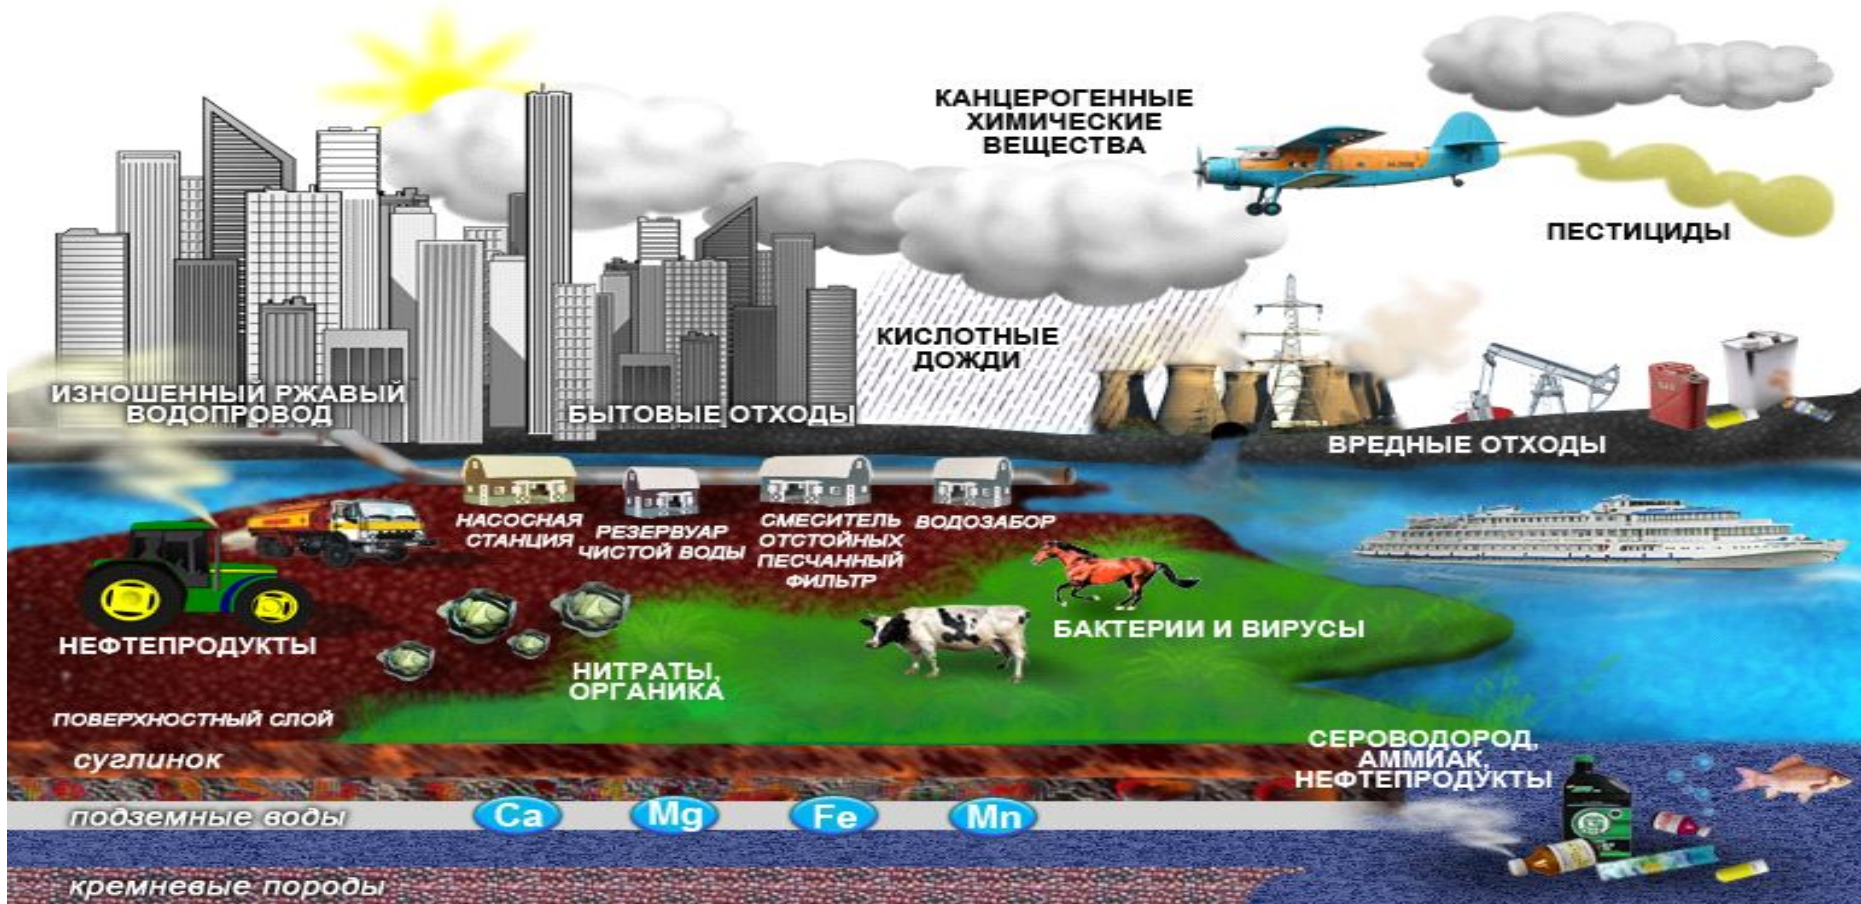 КАНЦЕРОГЕННЫЕ
ХИМИЧЕСКИЕ
ВЕЩЕСТВА
ПЕСТИЦИДЫ
КИСЛОТНЫЕ
ДОЖДИ
ИЗНОШЕННЫЙ РЖАВЫЙ
ВОДОПРОВОД
БЫТОВЫЕ ОТХОДЫ
ВРЕДНЫЕ ОТХОДЫ
НАСОСНАЯ
СТАНЦИЯ
РЕЗЕРВУАР
ЧИСТОЙ ВОДЫ
СМЕСИТЕЛЬ
ОТСТОЙНЫХ
ПЕСЧАННЫЙ
ФИЛЬТР
ВОДОЗАБОР
НЕФТЕПРОДУКТЫ
БАКТЕРИИ И ВИРУСЫ
НИТРАТЫ,
ОРГАНИКА
ПОВЕРХНОСТНЫЙ СЛОЙ
суглинок
СЕРОВОДОРОД,
АММИАК,
НЕФТЕПРОДУКТЫ
подземные воды
Ca
Mg
Fe
Mn
кремневые породы